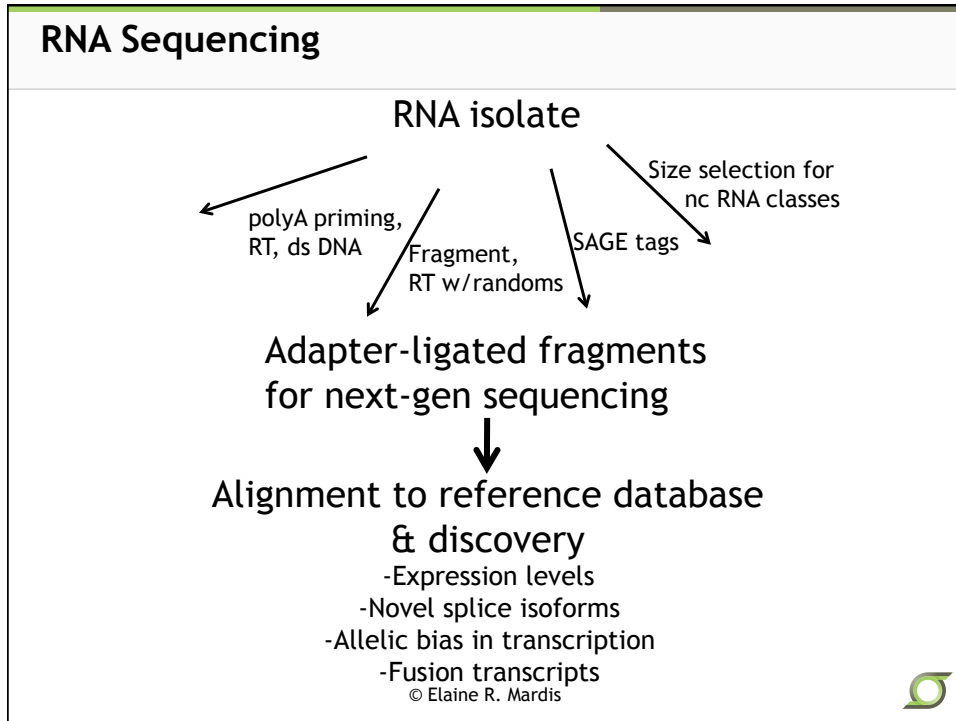 RNA Sequencing
RNA isolate
Size selection for
nc RNA classes
polyA priming,
RT, ds DNA
Fragment,
RT w/randoms
SAGE tags
Adapter-ligated fragments
for next-gen sequencing
Alignment to reference database
& discovery
-Expression levels
-Novel splice isoforms
-Allelic bias in transcription
-Fusion transcripts
© Elaine R. Mardis